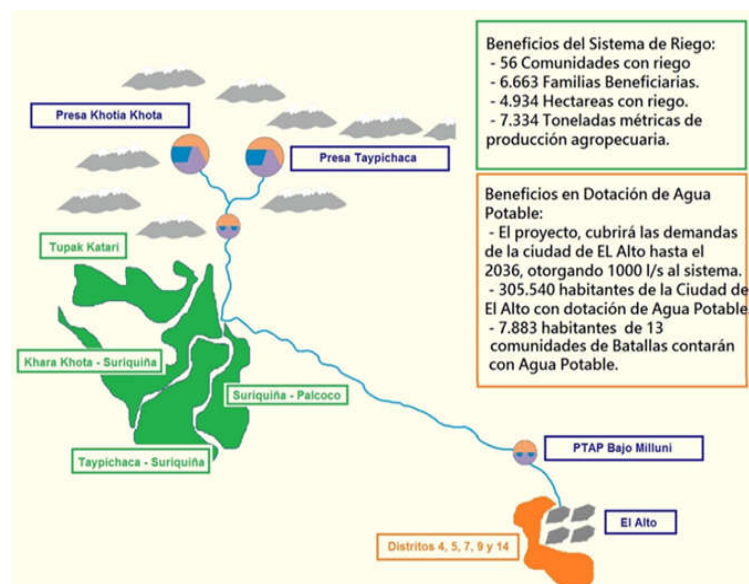 Presa Khotia Khota
Presa Taypichaca
Beneficios del Sistema de Riego:
- 56 Comunidades con riego
- 6.663 Familias Beneficiarias.
- 4.934 Hectareas con riego.
- 7.334 Toneladas métricas de
producción agropecuaria.
Beneficios en Dotación de Agua
Potable:
- El proyecto, cubrirá las demandas
de la ciudad de EL Alto hasta el
2036, otorgando 1000 l/s al sistema.
- 305.540 habitantes de la Ciudad de
El Alto con dotación de Agua Potable.
- 7.883 habitantes de 13
comunidades de Batallas contarán
con Agua Potable.
Tupak Katari
Khara Khota - Suriquiña
Suriquiña - Palcoco
Taypichaca - Suriquiña
PTAP Bajo Milluni
El Alto
Distritos 4, 5, 7, 9 y 14